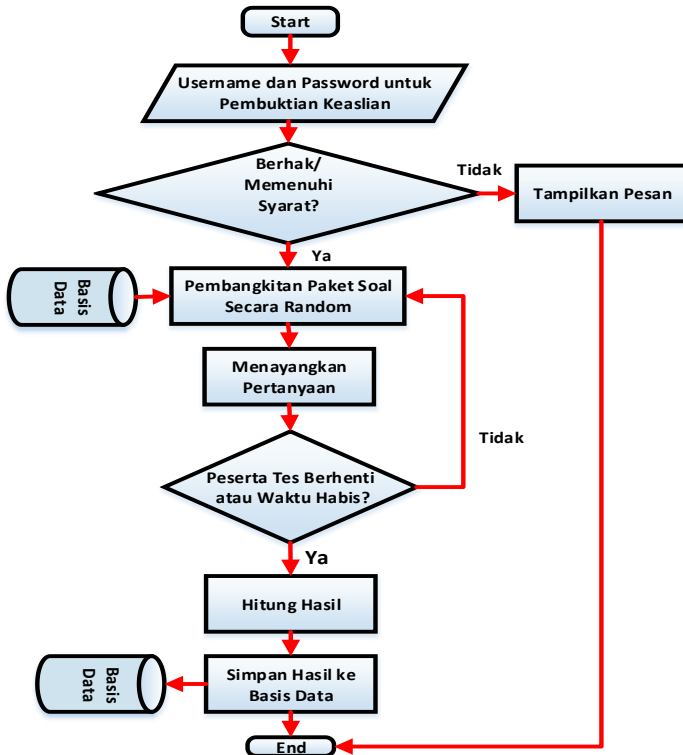 Start
Username dan Password untuk
Pembuktian Keaslian
Berhak/
Memenuhi
Syarat?
Tidak
Tampilkan Pesan
Ya
Basis
Data
Pembangkitan Paket Soal
Secara Random
Menayangkan
Pertanyaan
Tidak
Peserta Tes Berhenti
atau Waktu Habis?
Ya
Hitung Hasil
Basis
Data
Simpan Hasil ke
Basis Data
End